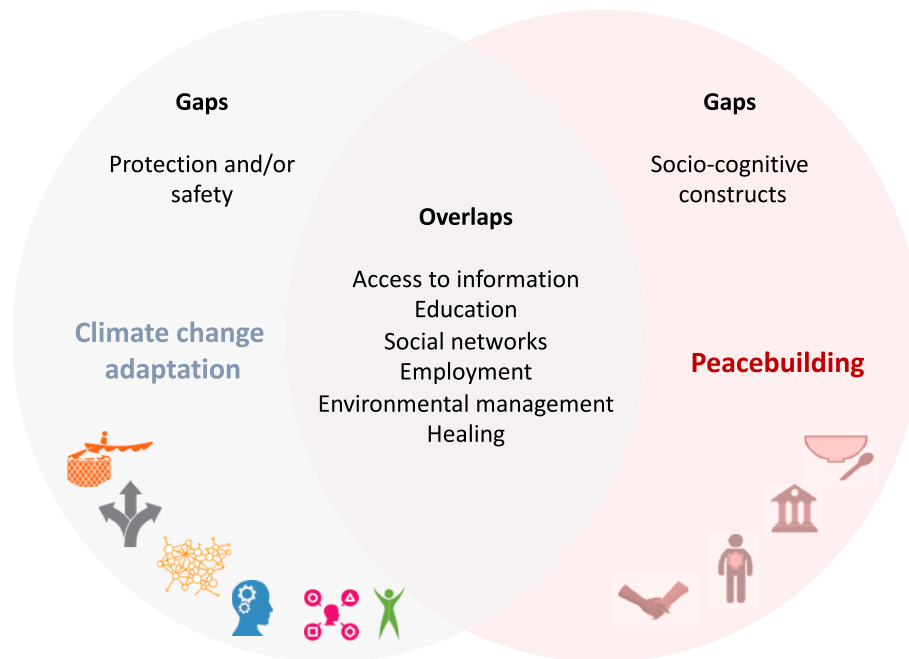 Gaps
Protection and/or
safety
Climate change
adaptation
Overlaps
Access to information
Education
Social networks
Employment
Environmental management
Healing
Gaps
Socio-cognitive
constructs
Peacebuilding